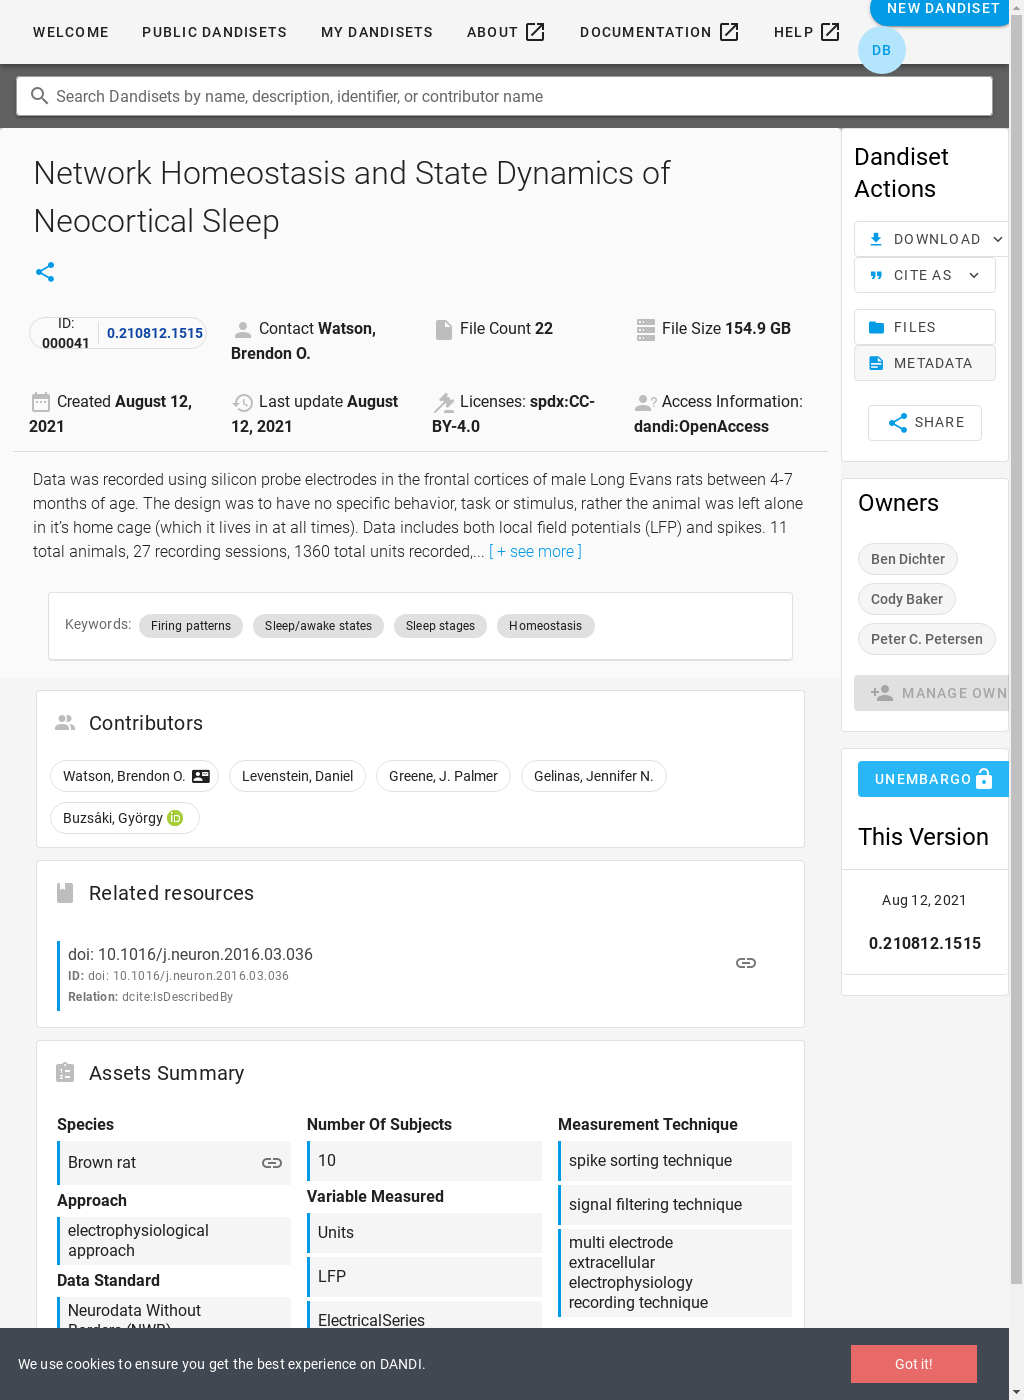 WELCOME PUBLIC DANDISETS MY DANDISETS ABOUT DOCUMENTATION HELP NEW DANDISET
DB
Search Dandisets by name, description, identifier, or contributor name
Network Homeostasis and State Dynamics of
Neocortical Sleep
ID:
000041 0.210812.1515
Contact Watson,
Brendon O.
File Count 22
File Size 154.9 GB
Created August 12,
2021
Last update August
12, 2021
Licenses: spdx:CC-
BY-4.0
Access Information:
dandi:OpenAccess
Data was recorded using silicon probe electrodes in the frontal cortices of male Long Evans rats between 4-7
months of age. The design was to have no specific behavior, task or stimulus, rather the animal was left alone
in it’s home cage (which it lives in at all times). Data includes both local field potentials (LFP) and spikes. 11
total animals, 27 recording sessions, 1360 total units recorded,... [ + see more ]
Keywords: Firing patterns Sleep/awake states Sleep stages Homeostasis
Contributors
Watson, Brendon O. Levenstein, Daniel Greene, J. Palmer Gelinas, Jennifer N.
Buzsáki, György iD
Related resources
doi: 10.1016/j.neuron.2016.03.036
ID: doi: 10.1016/j.neuron.2016.03.036
Relation: dcite:IsDescribedBy
Assets Summary
Species
Brown rat
Approach
electrophysiological
approach
Data Standard
Neurodata Without
Borders (NWB)
Number Of Subjects
10
Variable Measured
Units
LFP
ElectricalSeries
Measurement Technique
spike sorting technique
signal filtering technique
multi electrode
extracellular
electrophysiology
recording technique
Dandiset
Actions
DOWNLOAD
CITE AS
FILES
METADATA
SHARE
Owners
Ben Dichter
Cody Baker
Peter C. Petersen
MANAGE OWN
UNEMBARGO
This Version
Aug 12, 2021
0.210812.1515
We use cookies to ensure you get the best experience on DANDI.
Got it!